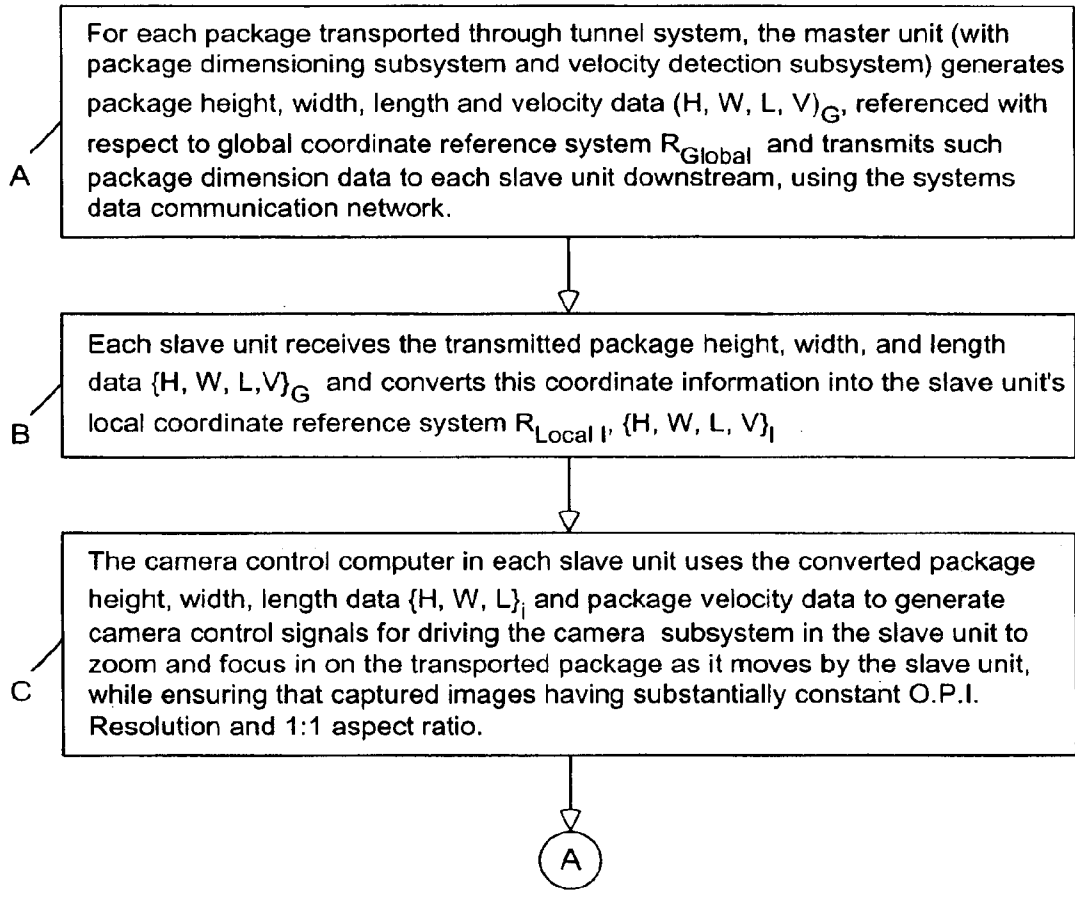 For each package transported through tunnel system, the master unit (with
package dimensioning subsystem and velocity detection subsystem) generates
package height, width, length and velocity data (H, W, L, V)G, referenced with
respect to global coordinate reference system RGlobal and transmits such
package dimension data to each slave unit downstream, using the systems
data communication network.
A
Each slave unit receives the transmitted package height, width, and length
data {H, W, L,V}G and converts this coordinate information into the slave unit's
local coordinate reference system RLocal I, {H, W, L, V}I
B
The camera control computer in each slave unit uses the converted package
height, width, length data {H, W, L}i and package velocity data to generate
camera control signals for driving the camera subsystem in the slave unit to
zoom and focus in on the transported package as it moves by the slave unit,
while ensuring that captured images having substantially constant O.P.I.
Resolution and 1:1 aspect ratio.
C
A